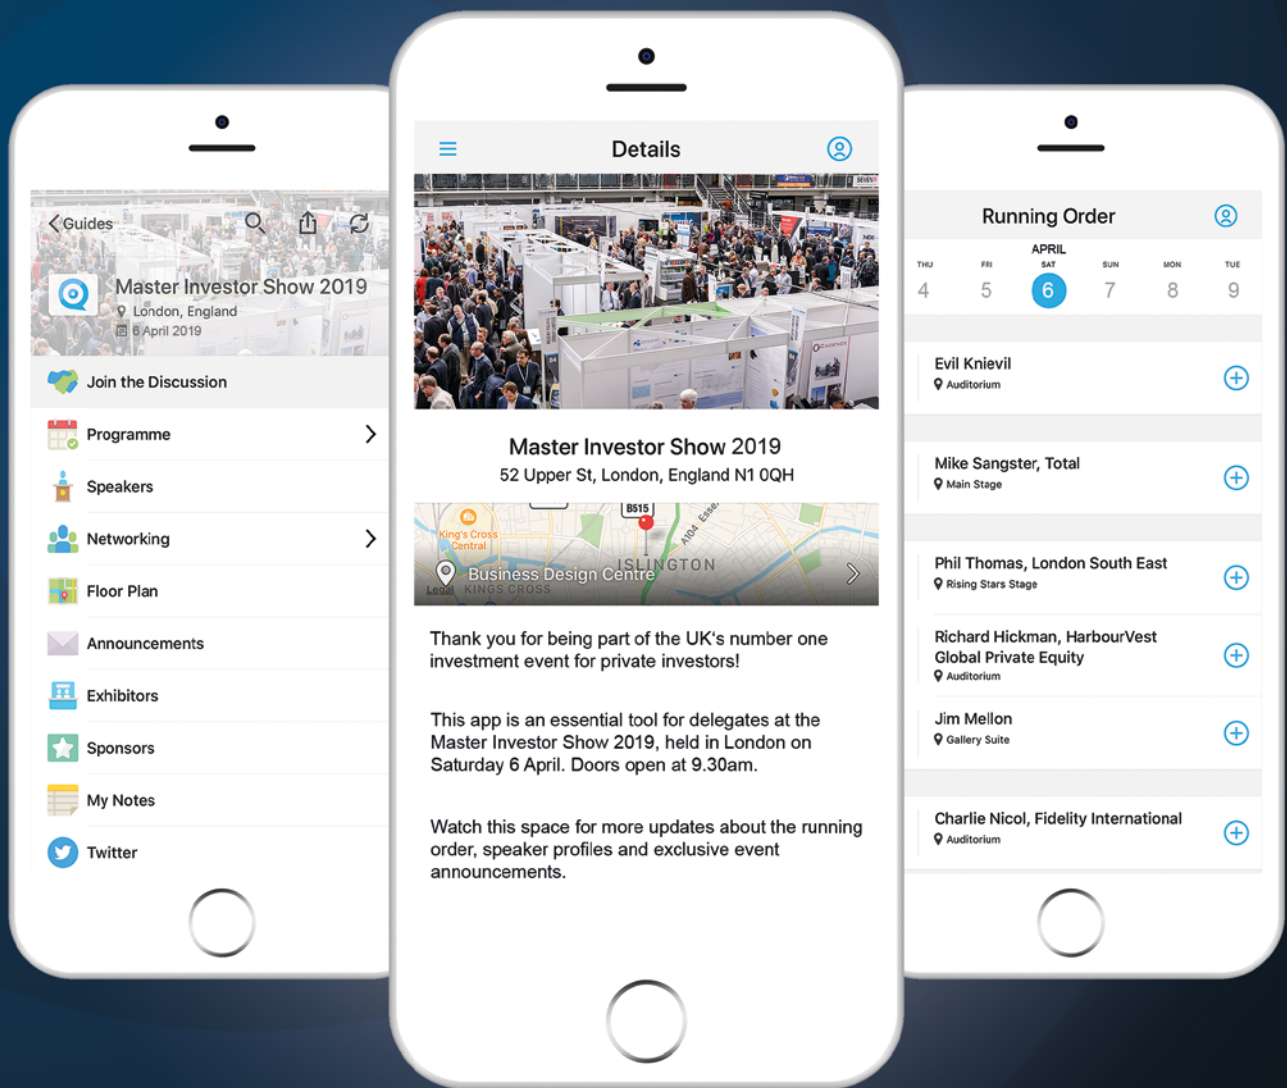 Guides
Master Investor Show 2019
London, England
6 April 2019
Join the Discussion
Programme
Speakers
Networking
Floor Plan
Announcements
Exhibitors
Sponsors
My Notes
Twitter
Details
Master Investor Show 2019
52 Upper St, London, England N1 0QH
B515
A104
King's Cross
Central
ISLINGTON
Business Design Centre
Legal
KINGS CROSS
Thank you for being part of the UK's number one
investment event for private investors!
This app is an essential tool for delegates at the
Master Investor Show 2019, held in London on
Saturday 6 April. Doors open at 9.30am.
Watch this space for more updates about the running
order, speaker profiles and exclusive event
announcements.
Running Order
APRIL
THU FRI SAT SUN MON TUE
4 5 6 7 8 9
Evil Knievil
Auditorium
Mike Sangster, Total
Main Stage
Phil Thomas, London South East
Rising Stars Stage
Richard Hickman, HarbourVest
Global Private Equity
Auditorium
Jim Mellon
Gallery Suite
Charlie Nicol, Fidelity International
Auditorium